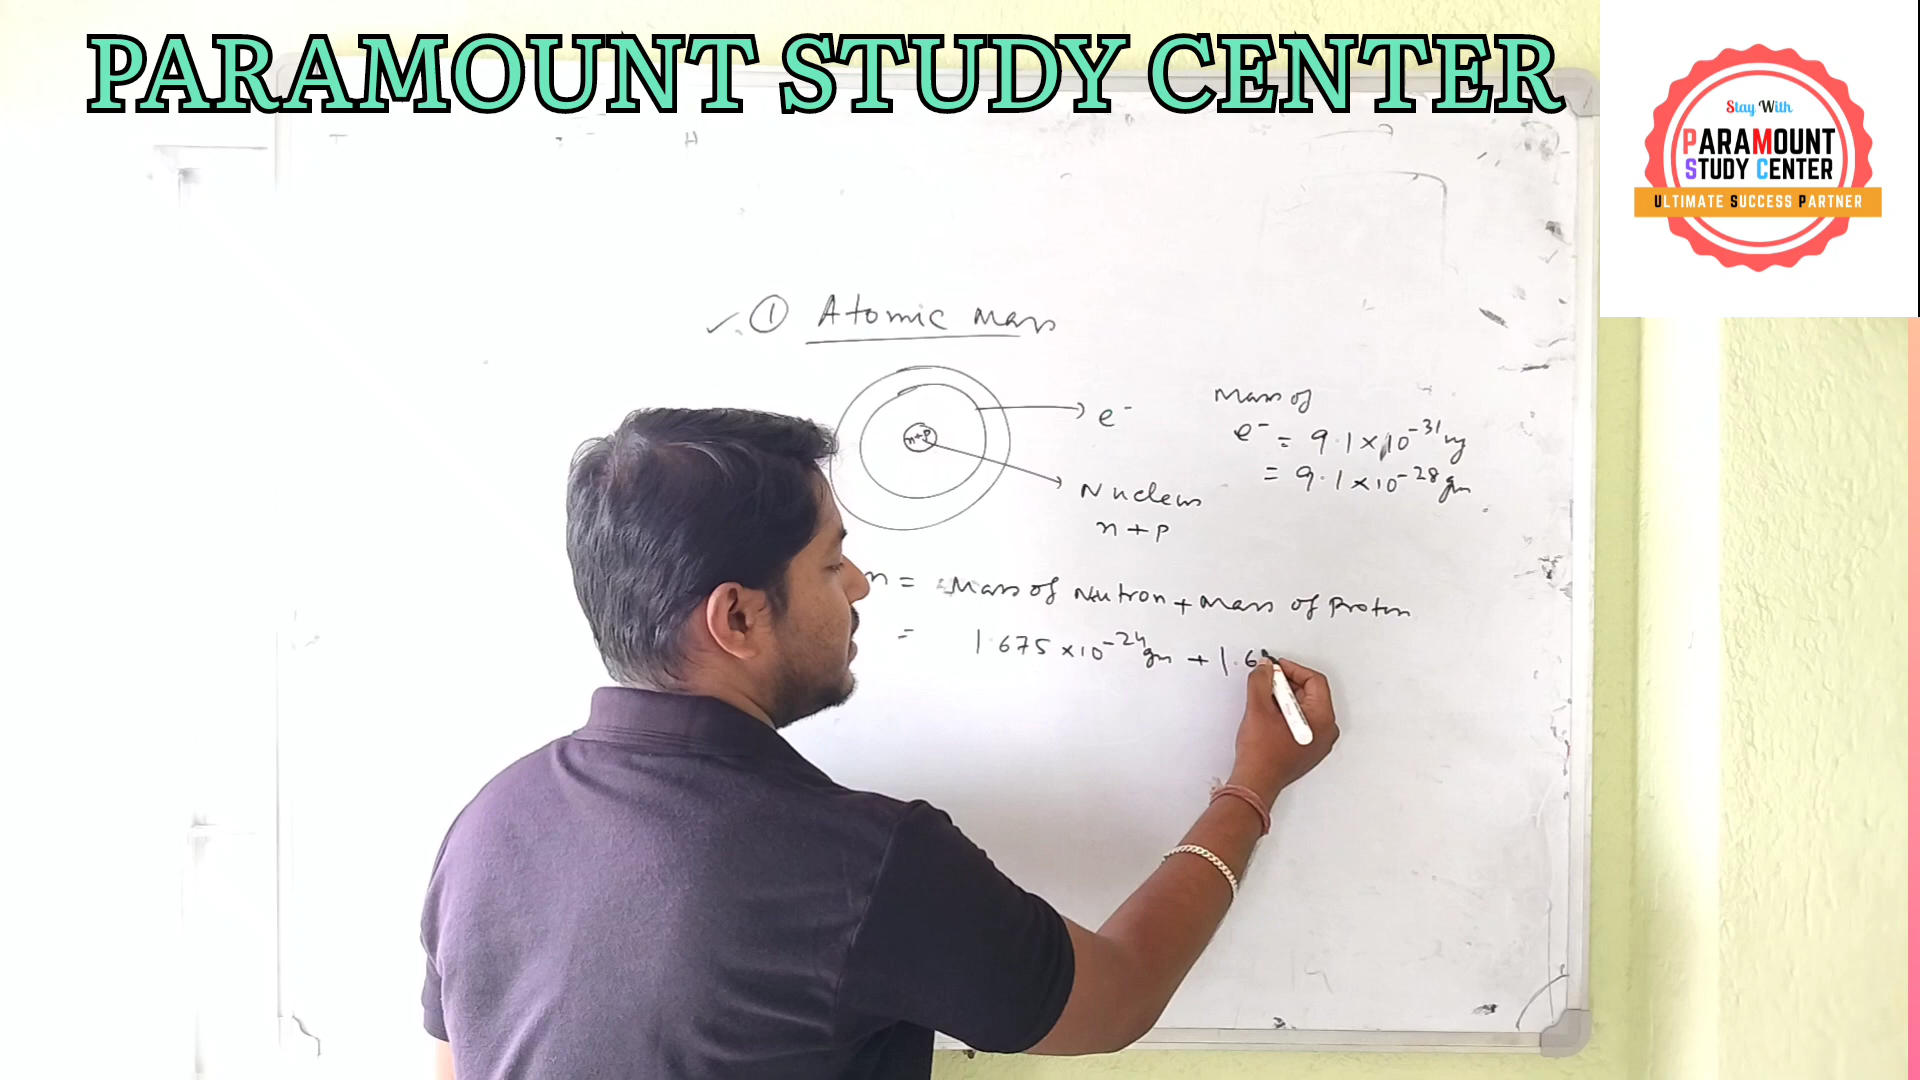 PARAMOUNT STUDY CENTER
Stay With
PARAMOUNT
STUDY CENTER
ULTIMATE SUCCESS PARTNER
① Atomic Mass
n+p
e⁻
Nucleus
n + p
Mass of
e⁻ = 9.1 × 10⁻³¹ kg
= 9.1 × 10⁻²⁸ gm
= Mass of Neutron + Mass of Proton
= 1.675 × 10⁻²⁴ gm + 1.6